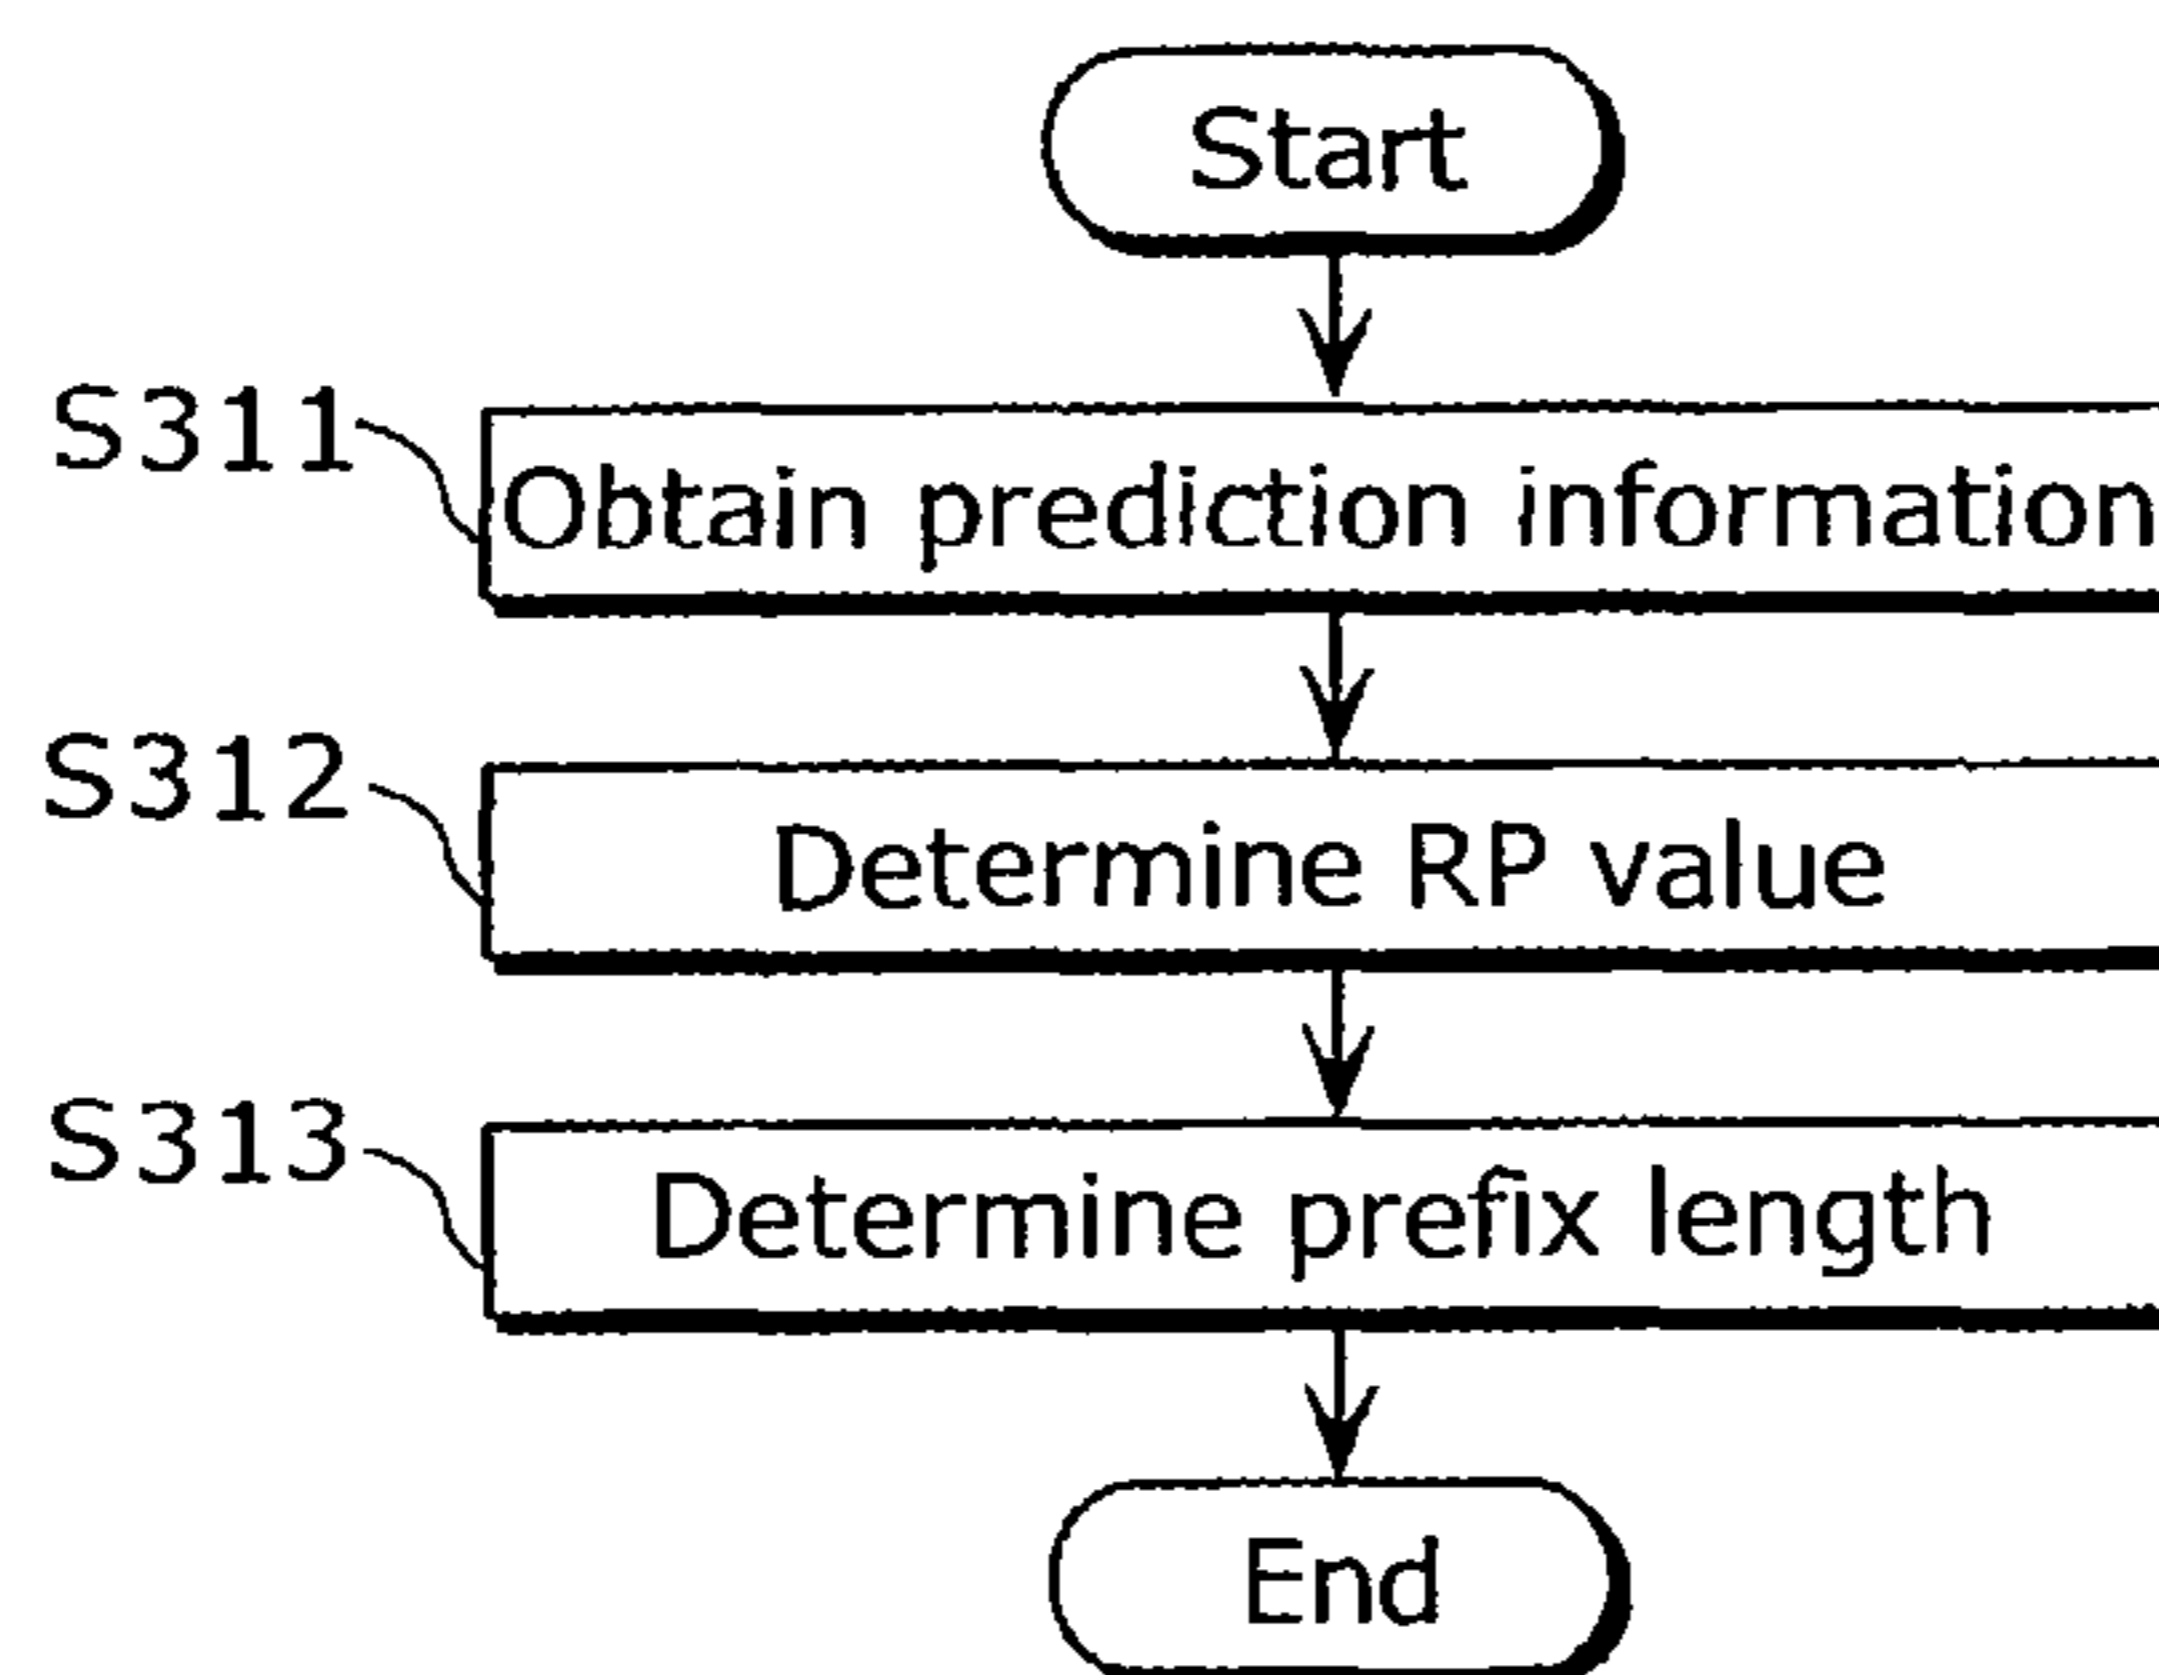 Start
S311
Obtain prediction information
S312
Determine RP value
S313
Determine prefix length
End